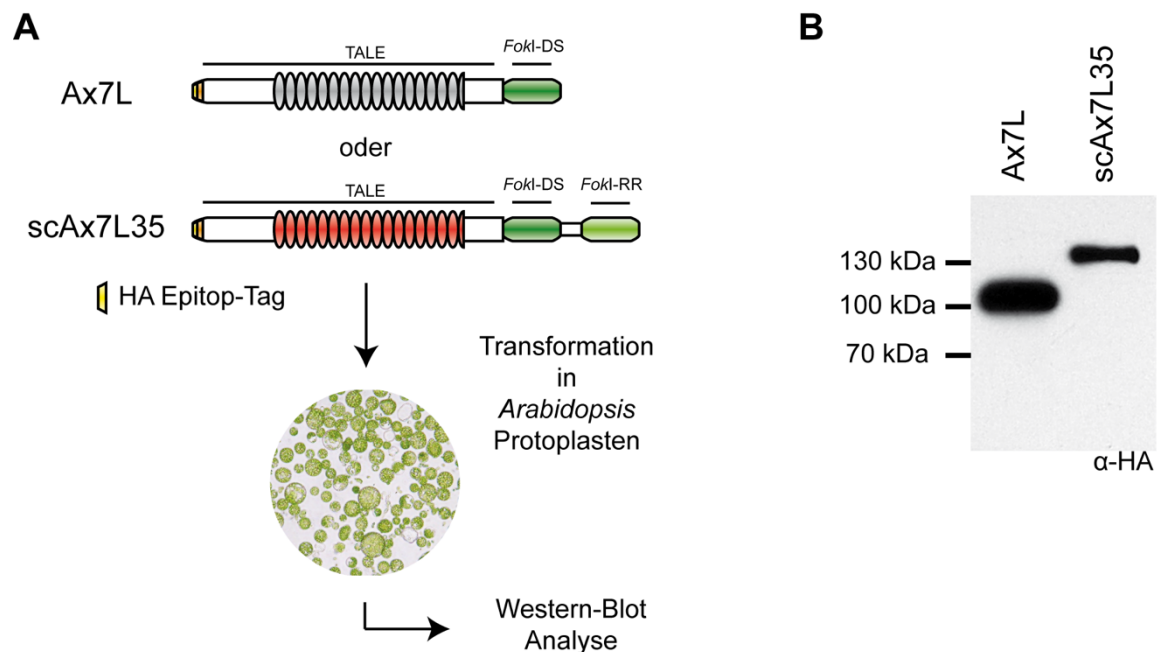 A
TALE
FokI-DS
Ax7L
oder
TALE
FokI-DS
FokI-RR
scAx7L35
HA Epitop-Tag
Transformation
in
Arabidopsis
Protoplasten
Western-Blot
Analyse
B
Ax7L
scAx7L35
130 kDa
100 kDa
70 kDa
α-HA